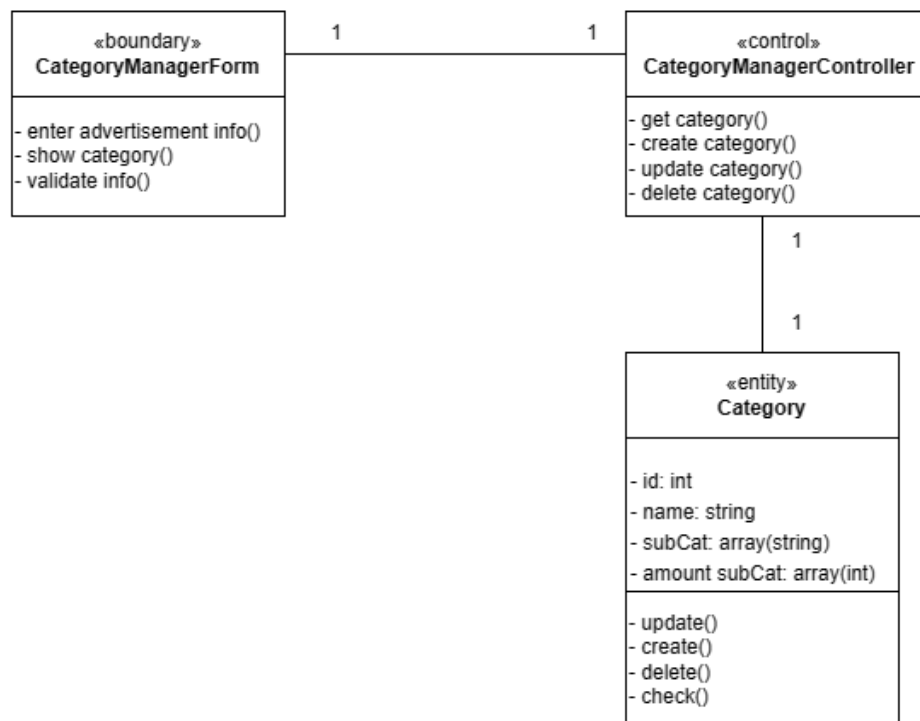 «boundary»
CategoryManagerForm
- enter advertisement info()
- show category()
- validate info()
1
1
«control»
CategoryManagerController
- get category()
- create category()
- update category()
- delete category()
1
1
«entity»
Category
- id: int
- name: string
- subCat: array(string)
- amount subCat: array(int)
- update()
- create()
- delete()
- check()